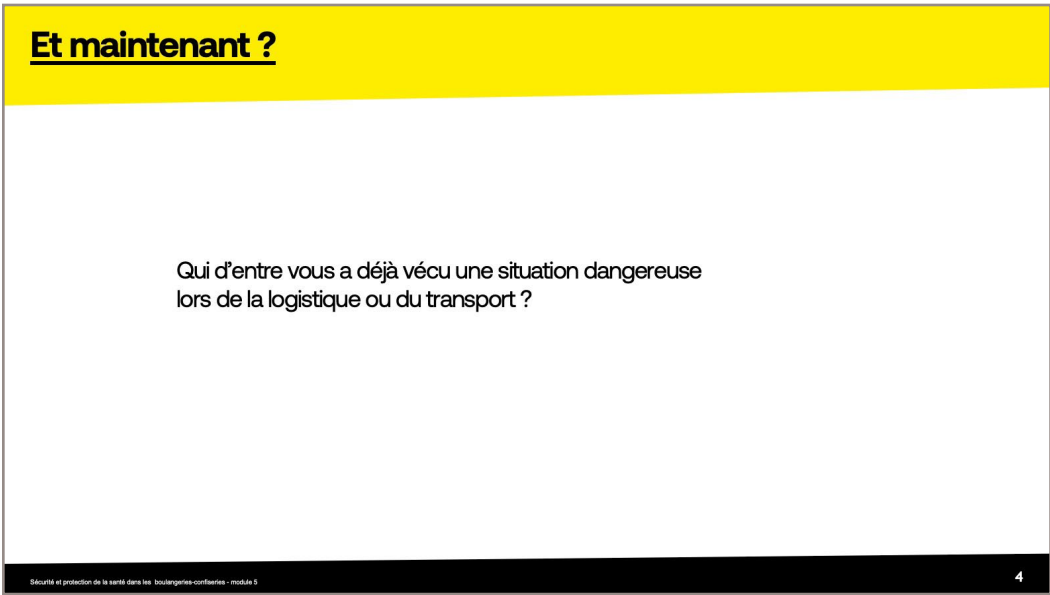 Et maintenant ?
Qui d’entre vous a déjà vécu une situation dangereuse
lors de la logistique ou du transport ?
Sécurité et protection de la santé dans les boulangeries-confiseries - module 5
4